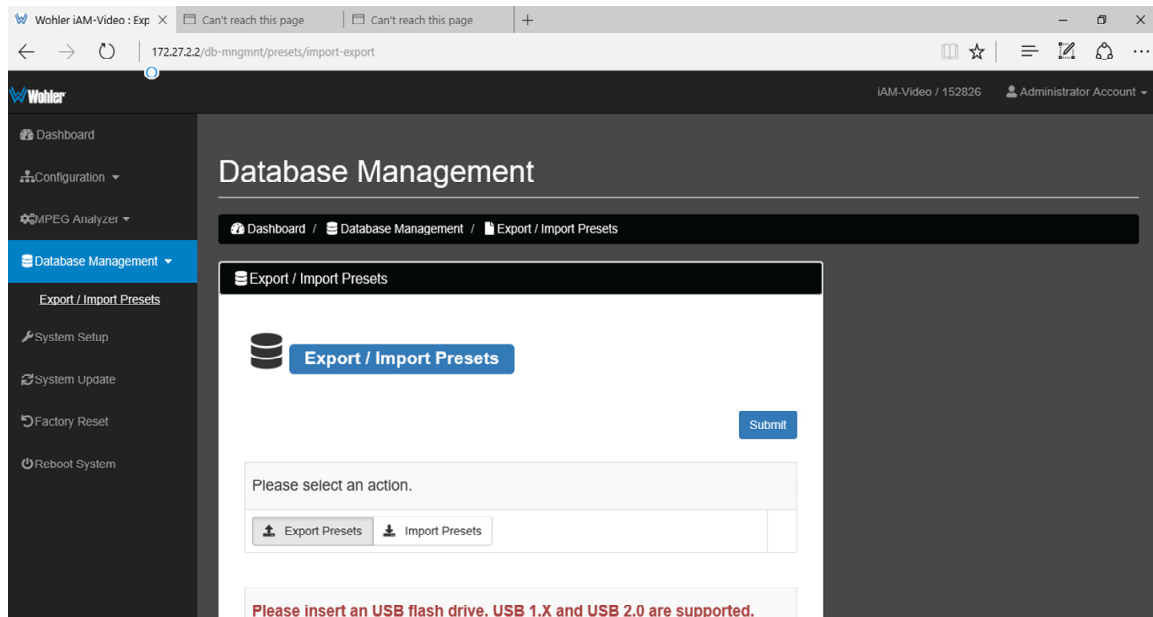 Wohler iAM-Video : Exp
Can't reach this page
Can't reach this page
172.27.2.2/db-mngmnt/presets/import-export
Wohler
iAM-Video / 152826
Administrator Account
Dashboard
Configuration
MPEG Analyzer
Database Management
Export / Import Presets
System Setup
System Update
Factory Reset
Reboot System
Database Management
Dashboard / Database Management / Export / Import Presets
Export / Import Presets
Export / Import Presets
Submit
Please select an action.
Export Presets
Import Presets
Please insert an USB flash drive. USB 1.X and USB 2.0 are supported.